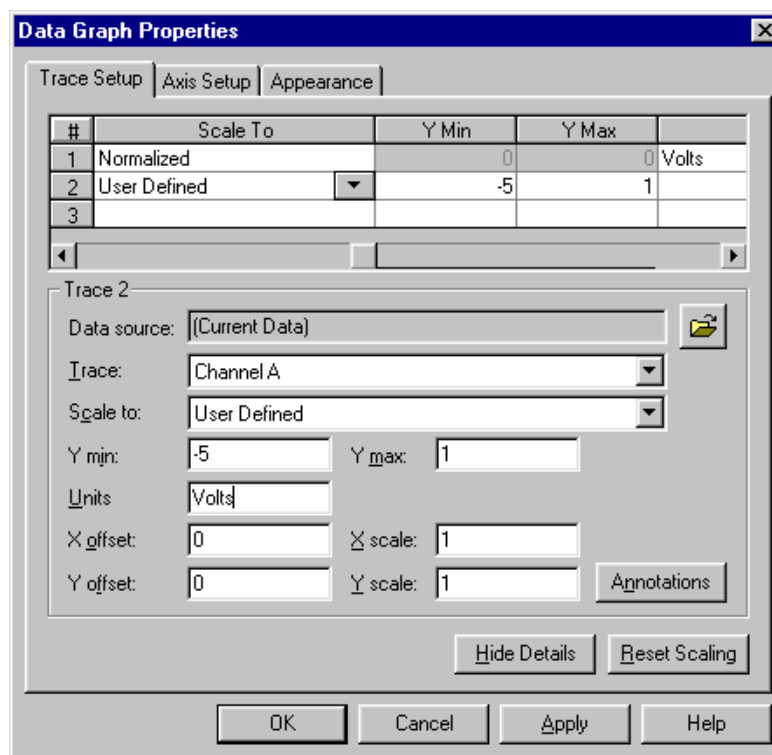 Data Graph Properties
Trace Setup Axis Setup Appearance
# Scale To Y Min Y Max
1 Normalized 0 0 Volts
2 User Defined -5 1
3
Trace 2
Data source: (Current Data)
Trace: Channel A
Scale to: User Defined
Y min: -5 Y max: 1
Units Volts
X offset: 0 X scale: 1
Y offset: 0 Y scale: 1 Annotations
Hide Details Reset Scaling
OK Cancel Apply Help